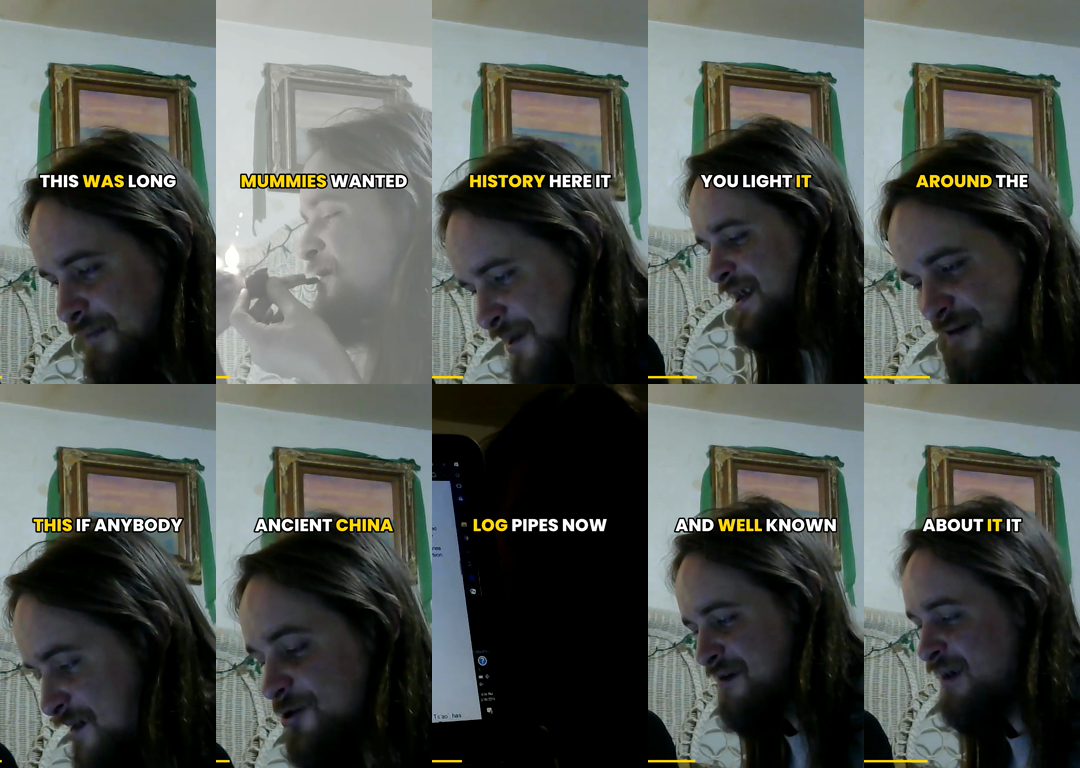 THIS WAS LONG
MUMMIES WANTED
HISTORY HERE IT
YOU LIGHT IT
AROUND THE
THIS IF ANYBODY
ANCIENT CHINA
LOG PIPES NOW
AND WELL KNOWN
ABOUT IT IT